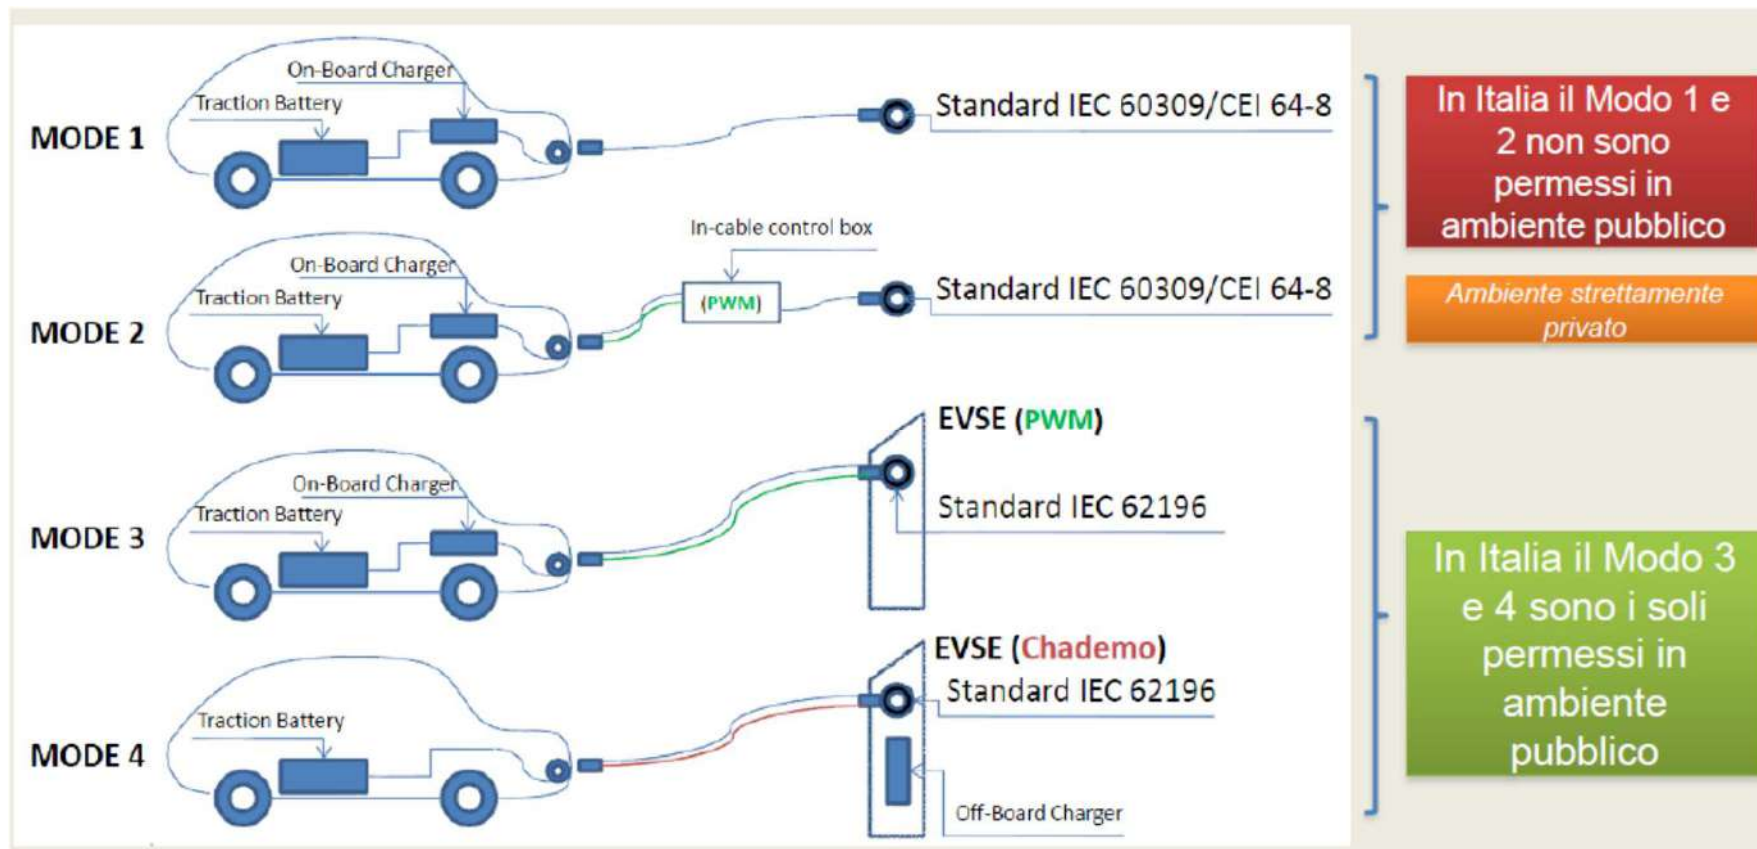 On-Board Charger
Traction Battery
MODE 1
Standard IEC 60309/CEI 64-8
In-cable control box
On-Board Charger
Traction Battery
(PWM)
MODE 2
Standard IEC 60309/CEI 64-8
EVSE (PWM)
On-Board Charger
Traction Battery
MODE 3
Standard IEC 62196
EVSE (Chademo)
Standard IEC 62196
Traction Battery
MODE 4
Off-Board Charger
In Italia il Modo 1 e
2 non sono
permessi in
ambiente pubblico
Ambiente strettamente
privato
In Italia il Modo 3
e 4 sono i soli
permessi in
ambiente
pubblico